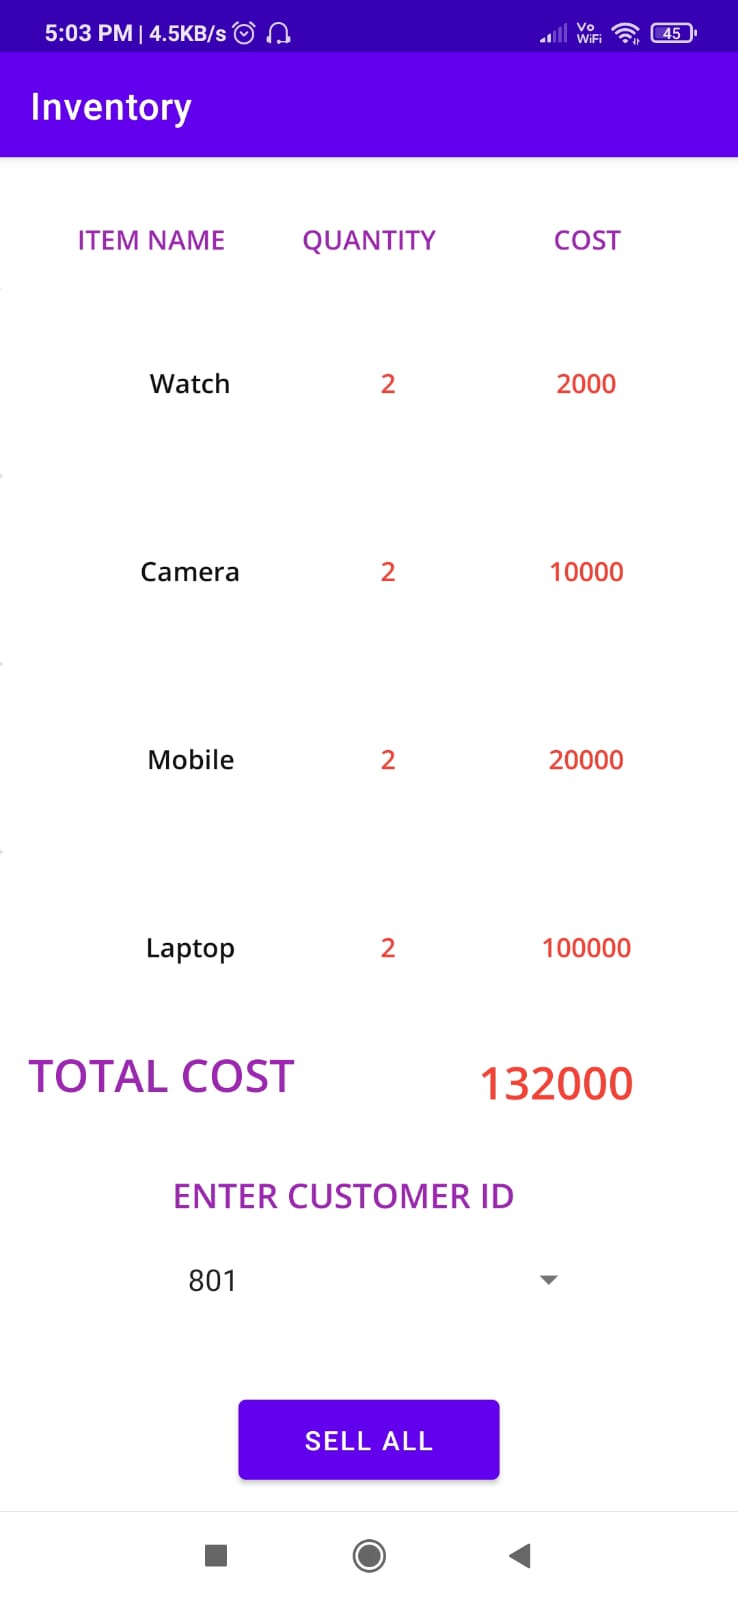 5:03 PM | 4.5KB/s Vo WiFi 45
Inventory
ITEM NAME QUANTITY COST
Watch 2 2000
Camera 2 10000
Mobile 2 20000
Laptop 2 100000
TOTAL COST 132000
ENTER CUSTOMER ID
801
SELL ALL